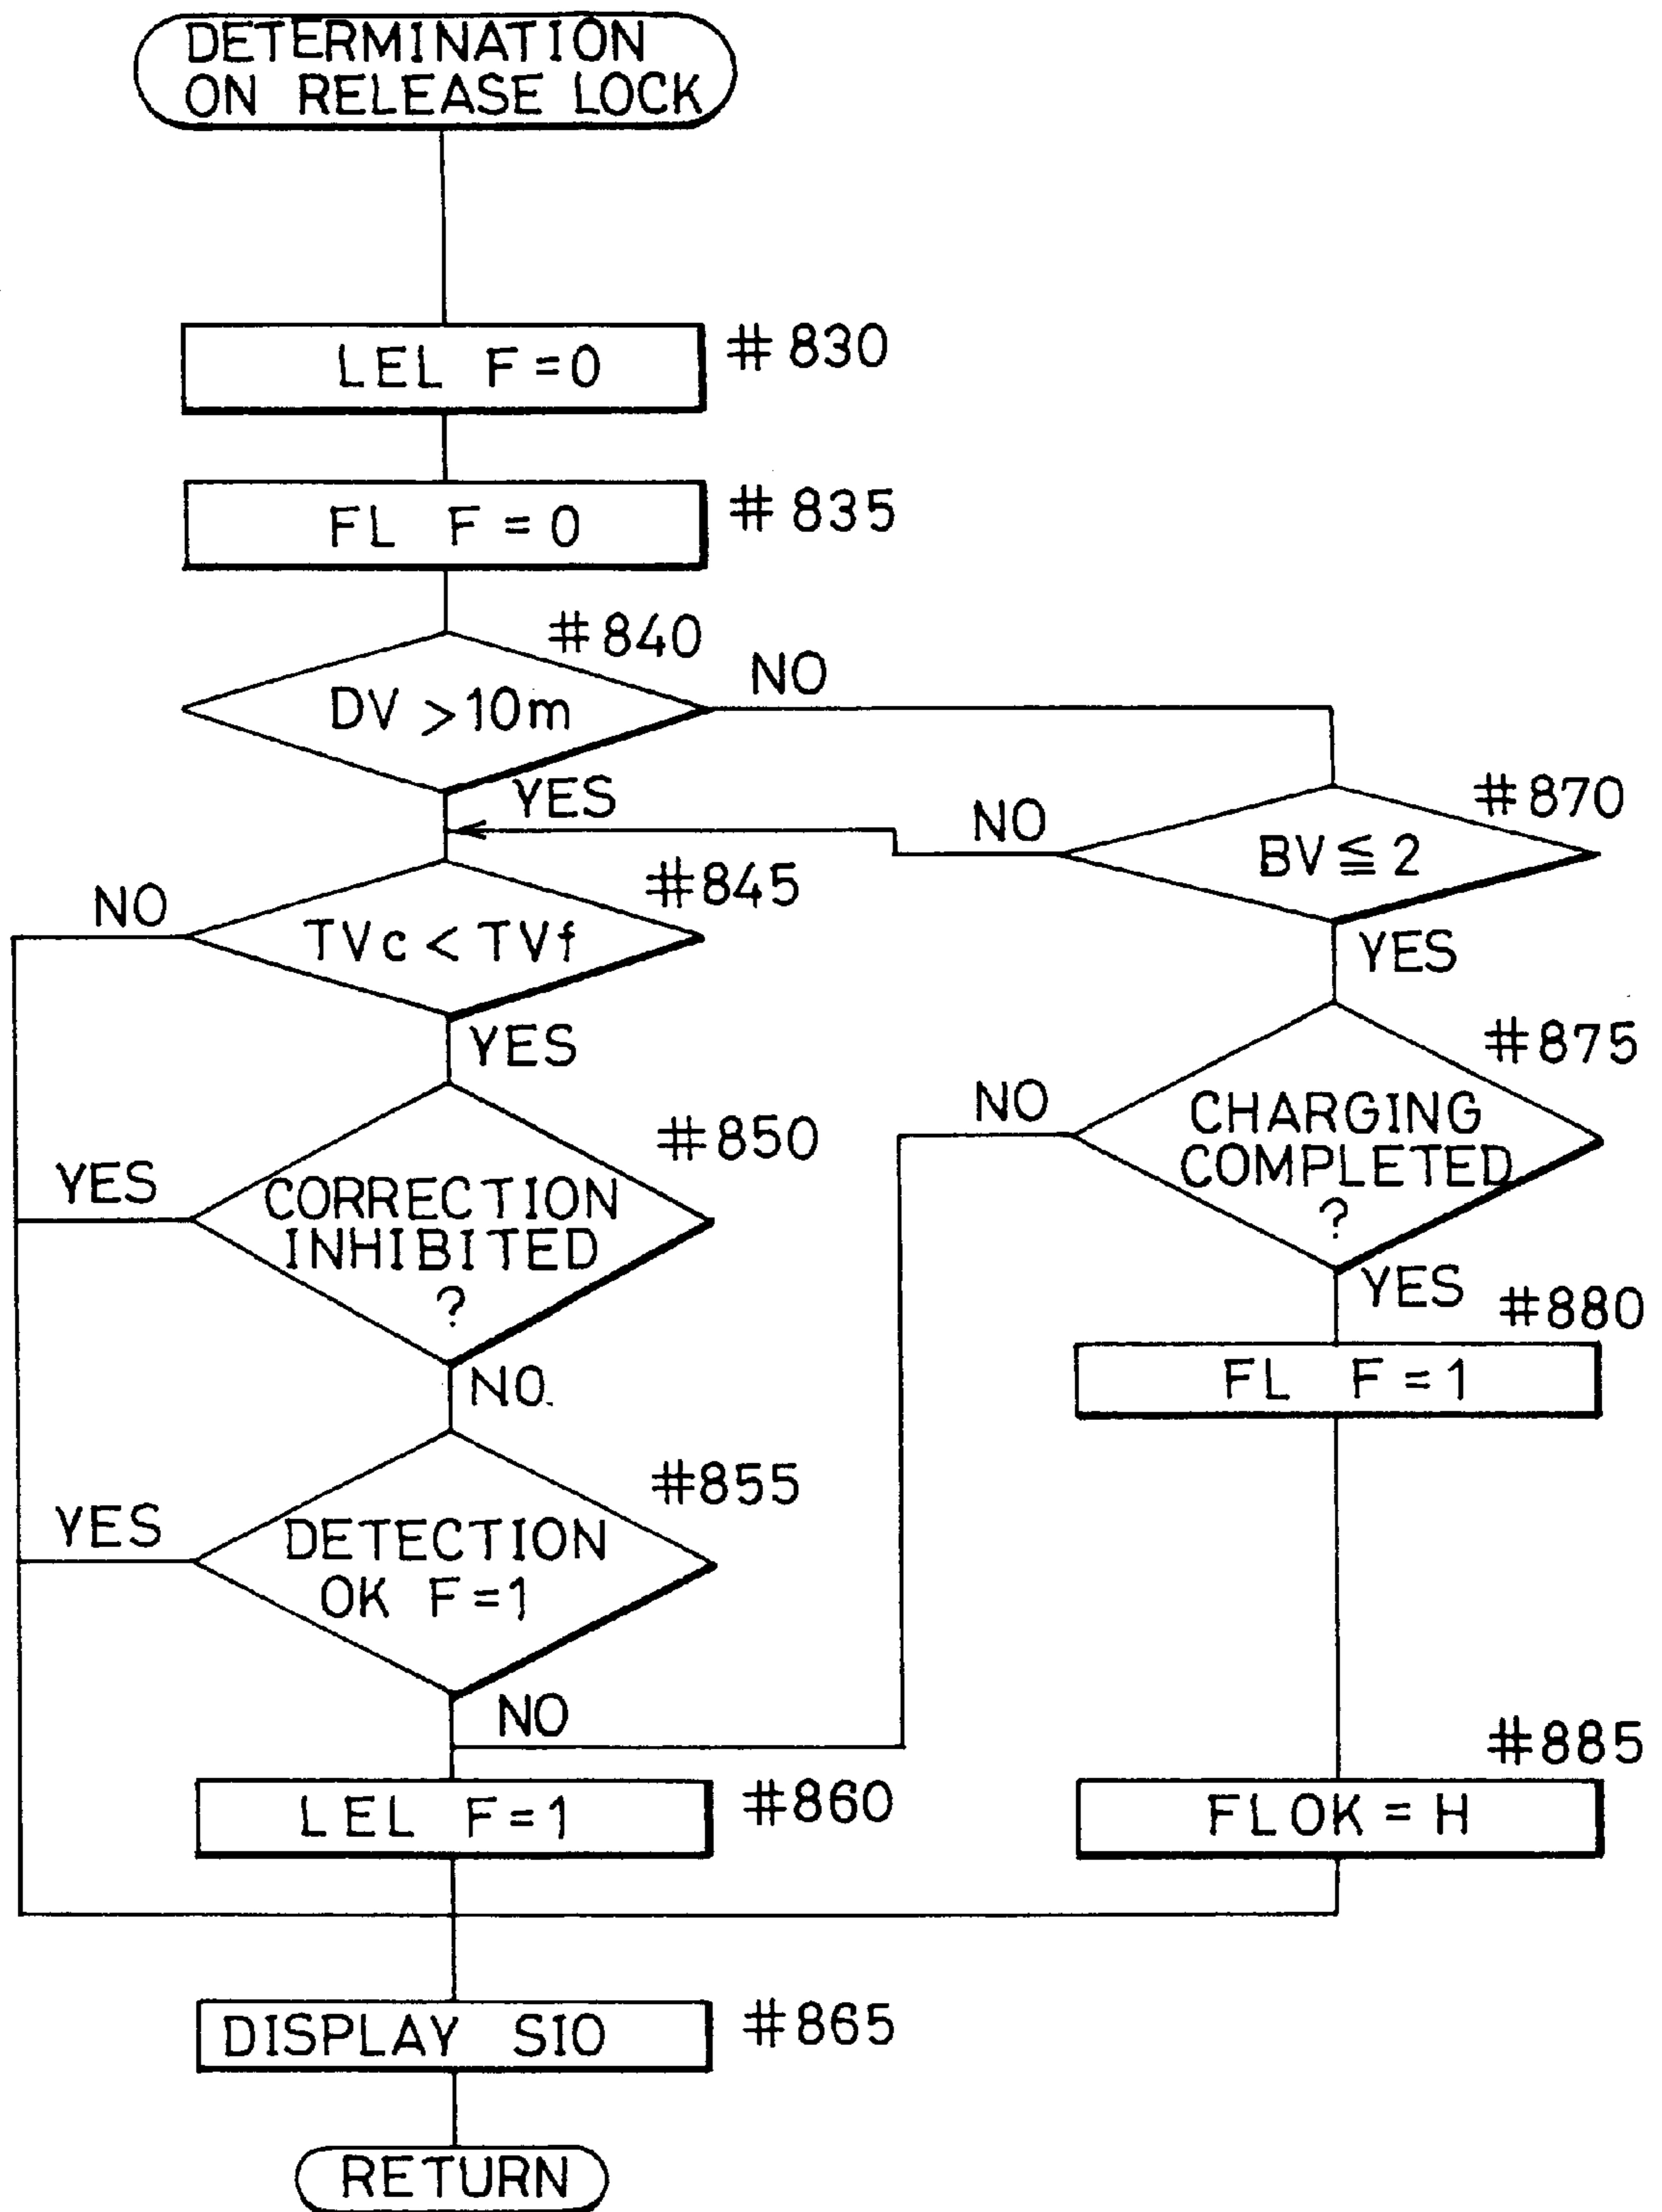 DETERMINATION
ON RELEASE LOCK
LEL F=0
#830
FL F=0
#835
#840
DV >10m
NO
YES
#870
BV≦2
NO
YES
#845
TVc < TVf
NO
YES
#875
CHARGING
COMPLETED
?
NO
YES
#850
CORRECTION
INHIBITED
?
YES
NO.
#880
FL F=1
#855
DETECTION
OK F=1
YES
NO
#885
FLOK = H
LEL F=1
#860
DISPLAY SIO
#865
RETURN